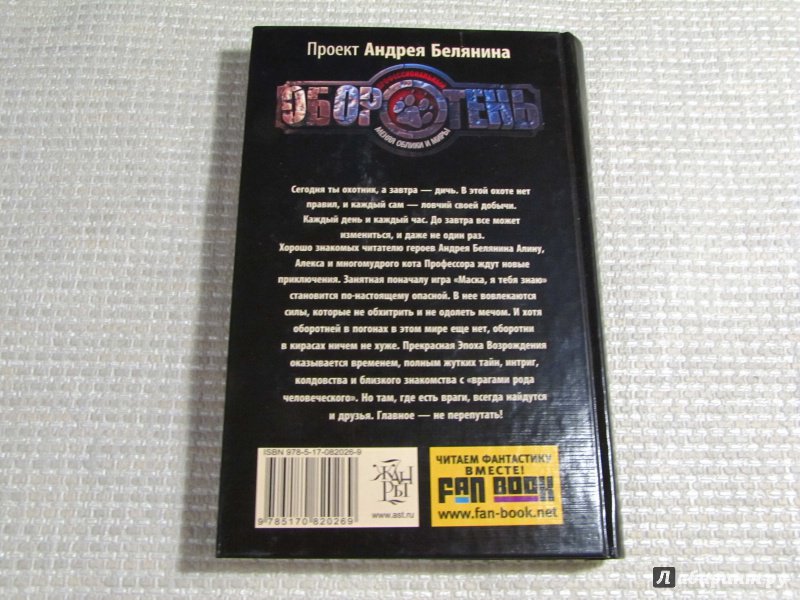 Проект Андрея Белянина
ПРОФЕССИОНАЛЬНЫЙ
ОБОРОТЕНЬ
МЕНЯЯ ОБЛИКИ И МИРЫ
Сегодня ты охотник, а завтра — дичь. В этой охоте нет
правил, и каждый сам — ловчий своей добычи.
Каждый день и каждый час. До завтра все может
измениться, и даже не один раз.
Хорошо знакомых читателю героев Андрея Белянина Алину,
Алекса и многомудрого кота Профессора ждут новые
приключения. Занятная поначалу игра «Маска, я тебя знаю»
становится по-настоящему опасной. В нее вовлекаются
силы, которые не обхитрить и не одолеть мечом. И хотя
оборотней в погонах в этом мире еще нет, оборотни
в кирасах ничем не хуже. Прекрасная Эпоха Возрождения
оказывается временем, полным жутких тайн, интриг,
колдовства и близкого знакомства с «врагами рода
человеческого». Но там, где есть враги, всегда найдутся
и друзья. Главное — не перепутать!
ISBN 978-5-17-082026-9
9 785170 820269
ЖАН
РЫ
www.ast.ru
ЧИТАЕМ ФАНТАСТИКУ
ВМЕСТЕ!
FAN BOOK
www.fan-book.net
Лабиринт.ру